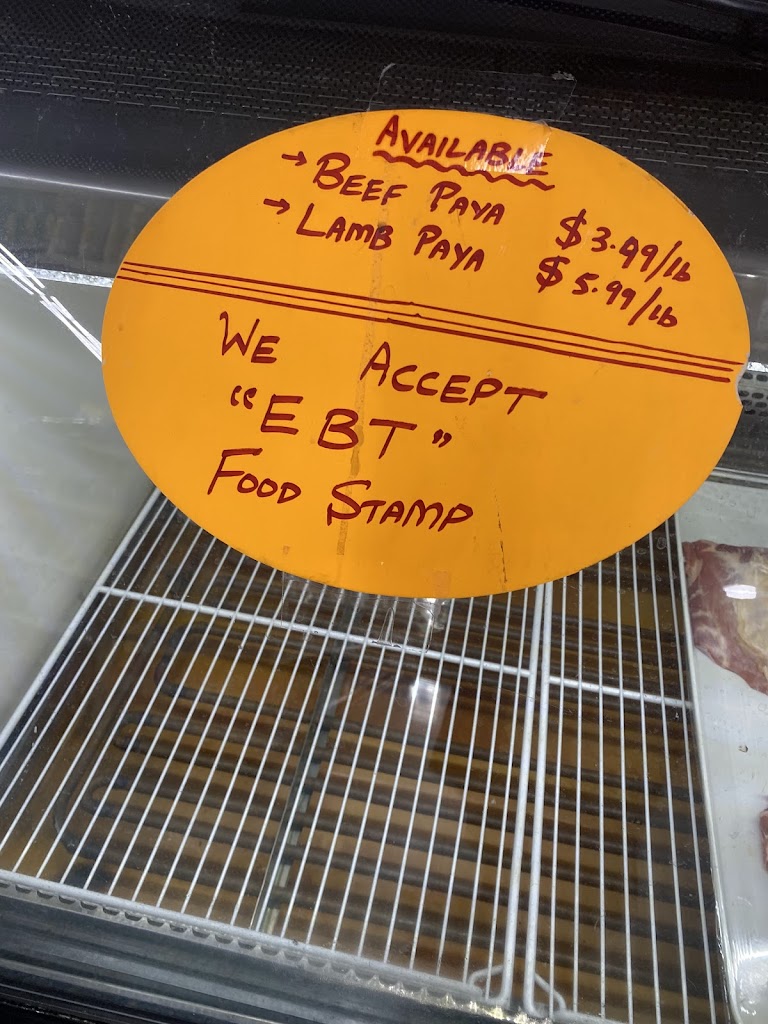 AVAILABLE
→ BEEF PAYA $3.99/lb
→ LAMB PAYA $5.99/lb
WE ACCEPT
"EBT"
FOOD STAMP